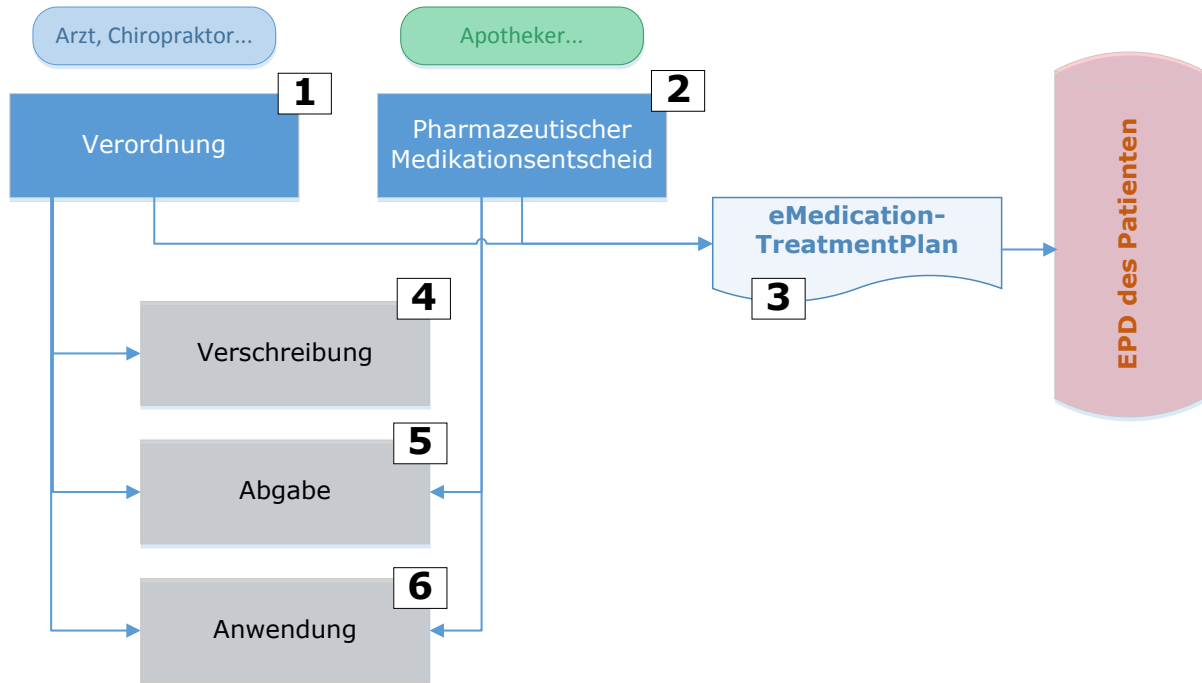 Arzt, Chiropraktor...
Apotheker...
1
Verordnung
2
Pharmazeutischer
Medikationsentscheid
eMedication-
TreatmentPlan
3
EPD des Patienten
4
Verschreibung
5
Abgabe
6
Anwendung